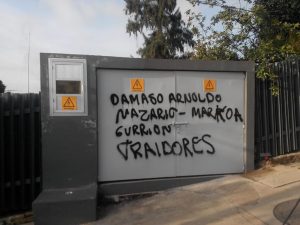 DAMASO ARNOLDO
NAZARIO - MARKOA
GURRION
TRAIDORES